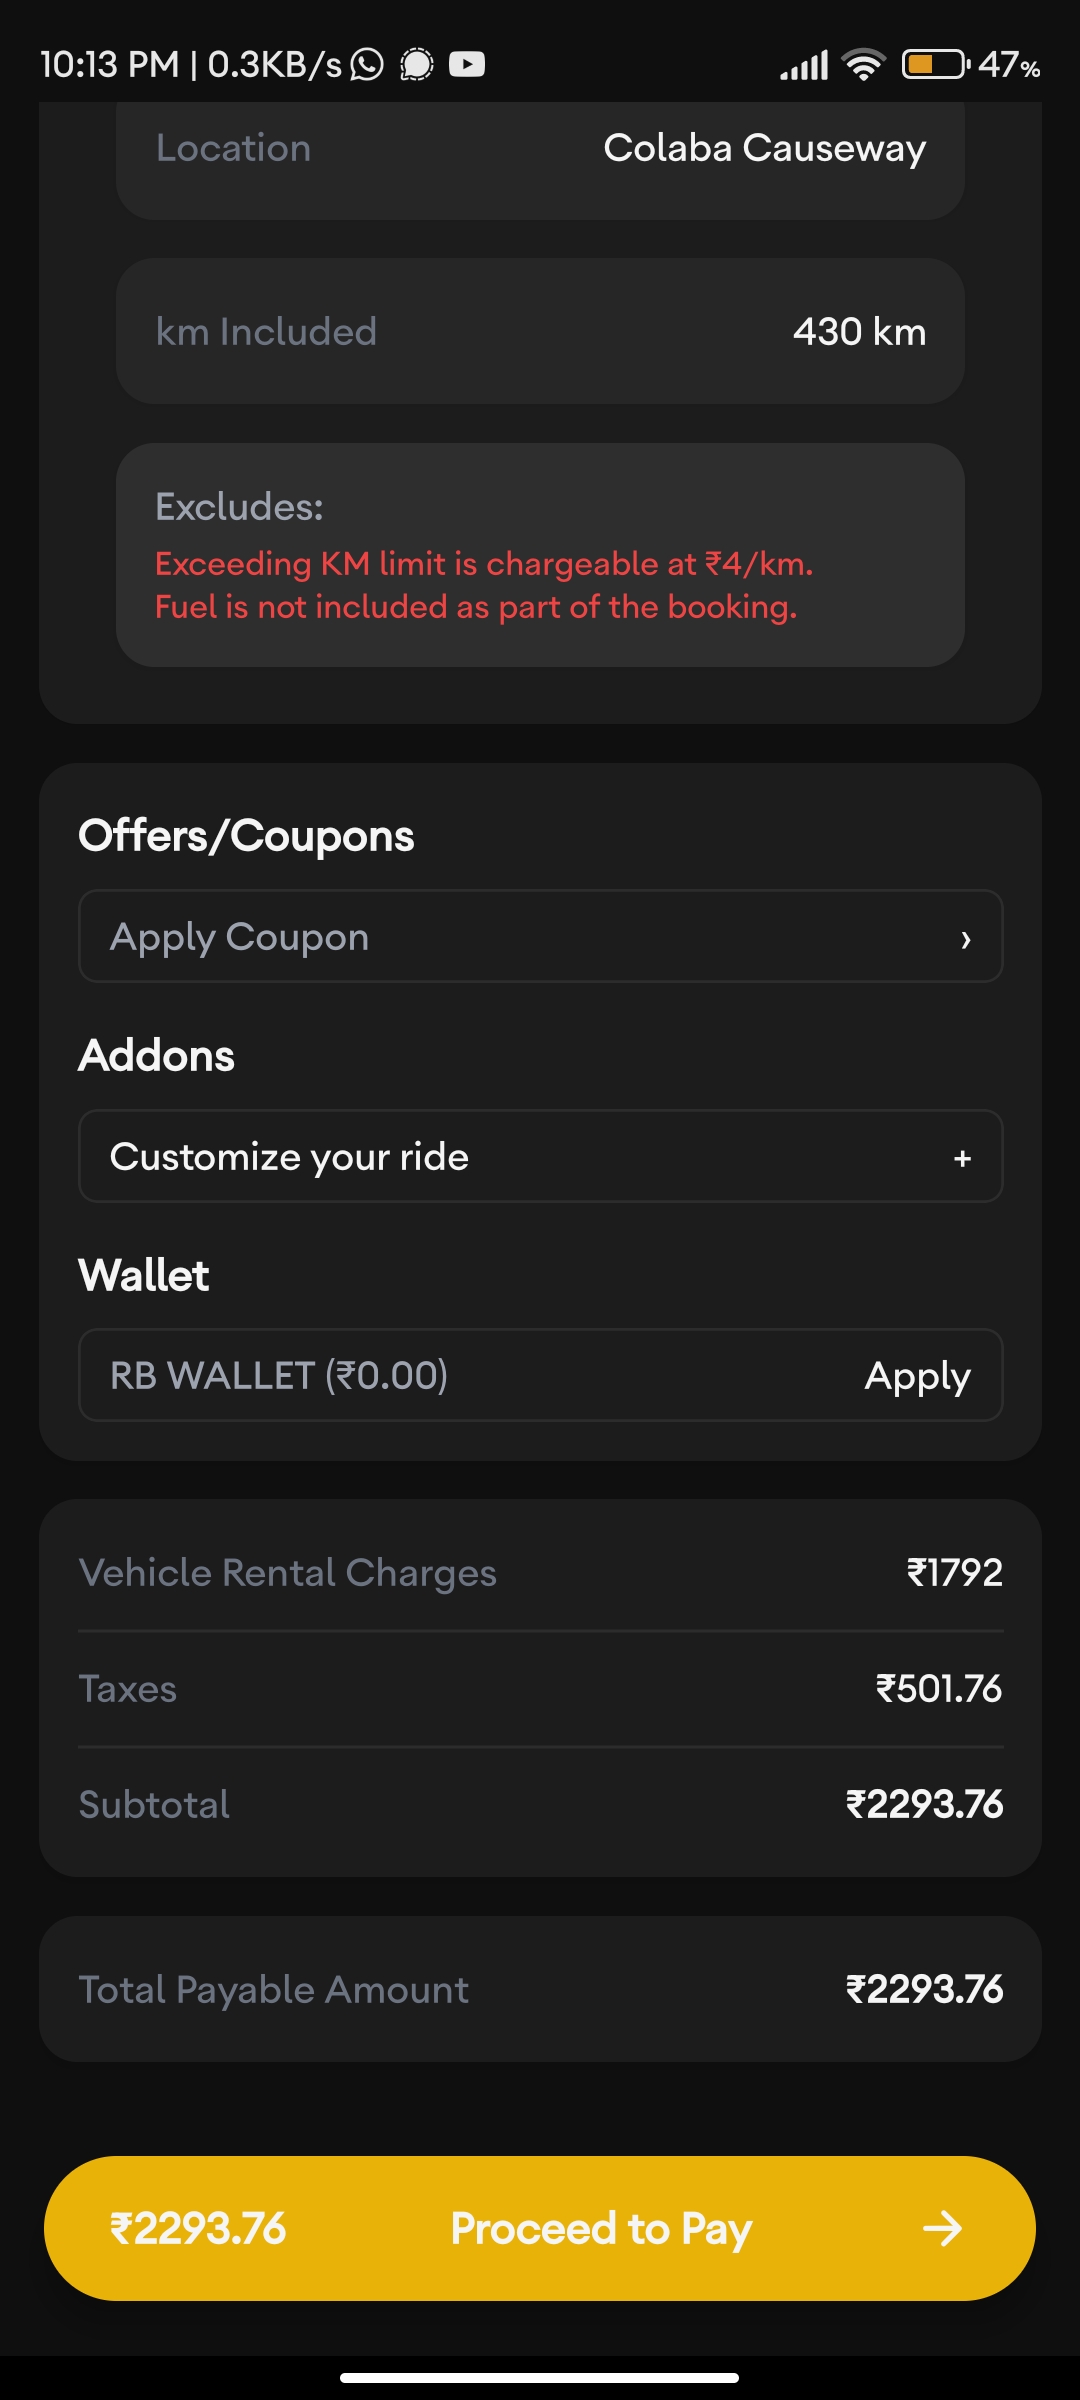 10:13 PM | 0.3KB/s 47%
Location Colaba Causeway
km Included 430 km
Excludes:
Exceeding KM limit is chargeable at ₹4/km.
Fuel is not included as part of the booking.
Offers/Coupons
Apply Coupon ›
Addons
Customize your ride +
Wallet
RB WALLET (₹0.00) Apply
Vehicle Rental Charges ₹1792
Taxes ₹501.76
Subtotal ₹2293.76
Total Payable Amount ₹2293.76
₹2293.76 Proceed to Pay →